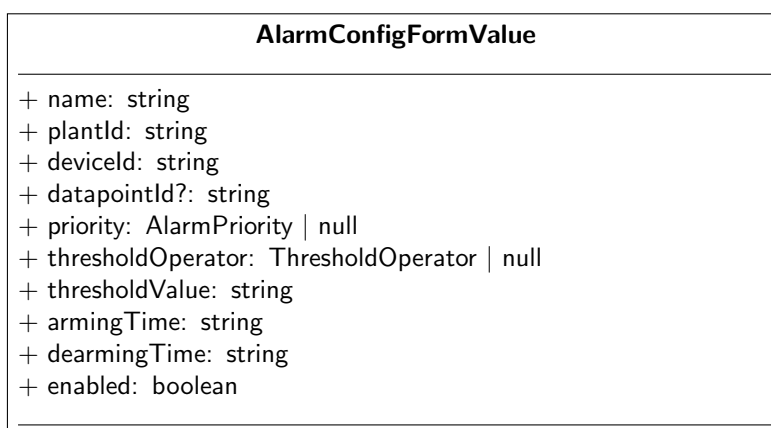 AlarmConfigFormValue
+ name: string
+ plantId: string
+ deviceId: string
+ datapointId?: string
+ priority: AlarmPriority | null
+ thresholdOperator: ThresholdOperator | null
+ thresholdValue: string
+ armingTime: string
+ dearmingTime: string
+ enabled: boolean